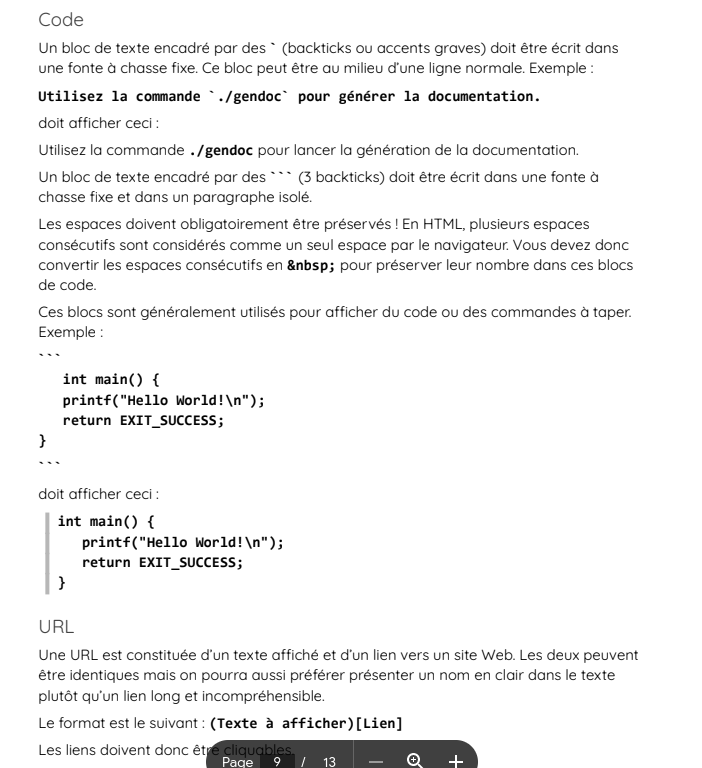 Code
Un bloc de texte encadré par des ` (backticks ou accents graves) doit être écrit dans
une fonte à chasse fixe. Ce bloc peut être au milieu d'une ligne normale. Exemple :
Utilisez la commande `./gendoc` pour générer la documentation.
doit afficher ceci :
Utilisez la commande ./gendoc pour lancer la génération de la documentation.
Un bloc de texte encadré par des ``` (3 backticks) doit être écrit dans une fonte à
chasse fixe et dans un paragraphe isolé.
Les espaces doivent obligatoirement être préservés ! En HTML, plusieurs espaces
consécutifs sont considérés comme un seul espace par le navigateur. Vous devez donc
convertir les espaces consécutifs en &nbsp; pour préserver leur nombre dans ces blocs
de code.
Ces blocs sont généralement utilisés pour afficher du code ou des commandes à taper.
Exemple :
```
   int main() {
   printf("Hello World!\n");
   return EXIT_SUCCESS;
}
```
doit afficher ceci :
int main() {
   printf("Hello World!\n");
   return EXIT_SUCCESS;
}
URL
Une URL est constituée d'un texte affiché et d'un lien vers un site Web. Les deux peuvent
être identiques mais on pourra aussi préférer présenter un nom en clair dans le texte
plutôt qu'un lien long et incompréhensible.
Le format est le suivant : (Texte à afficher)[Lien]
Les liens doivent donc être cliquables.
Page 9 / 13 — +